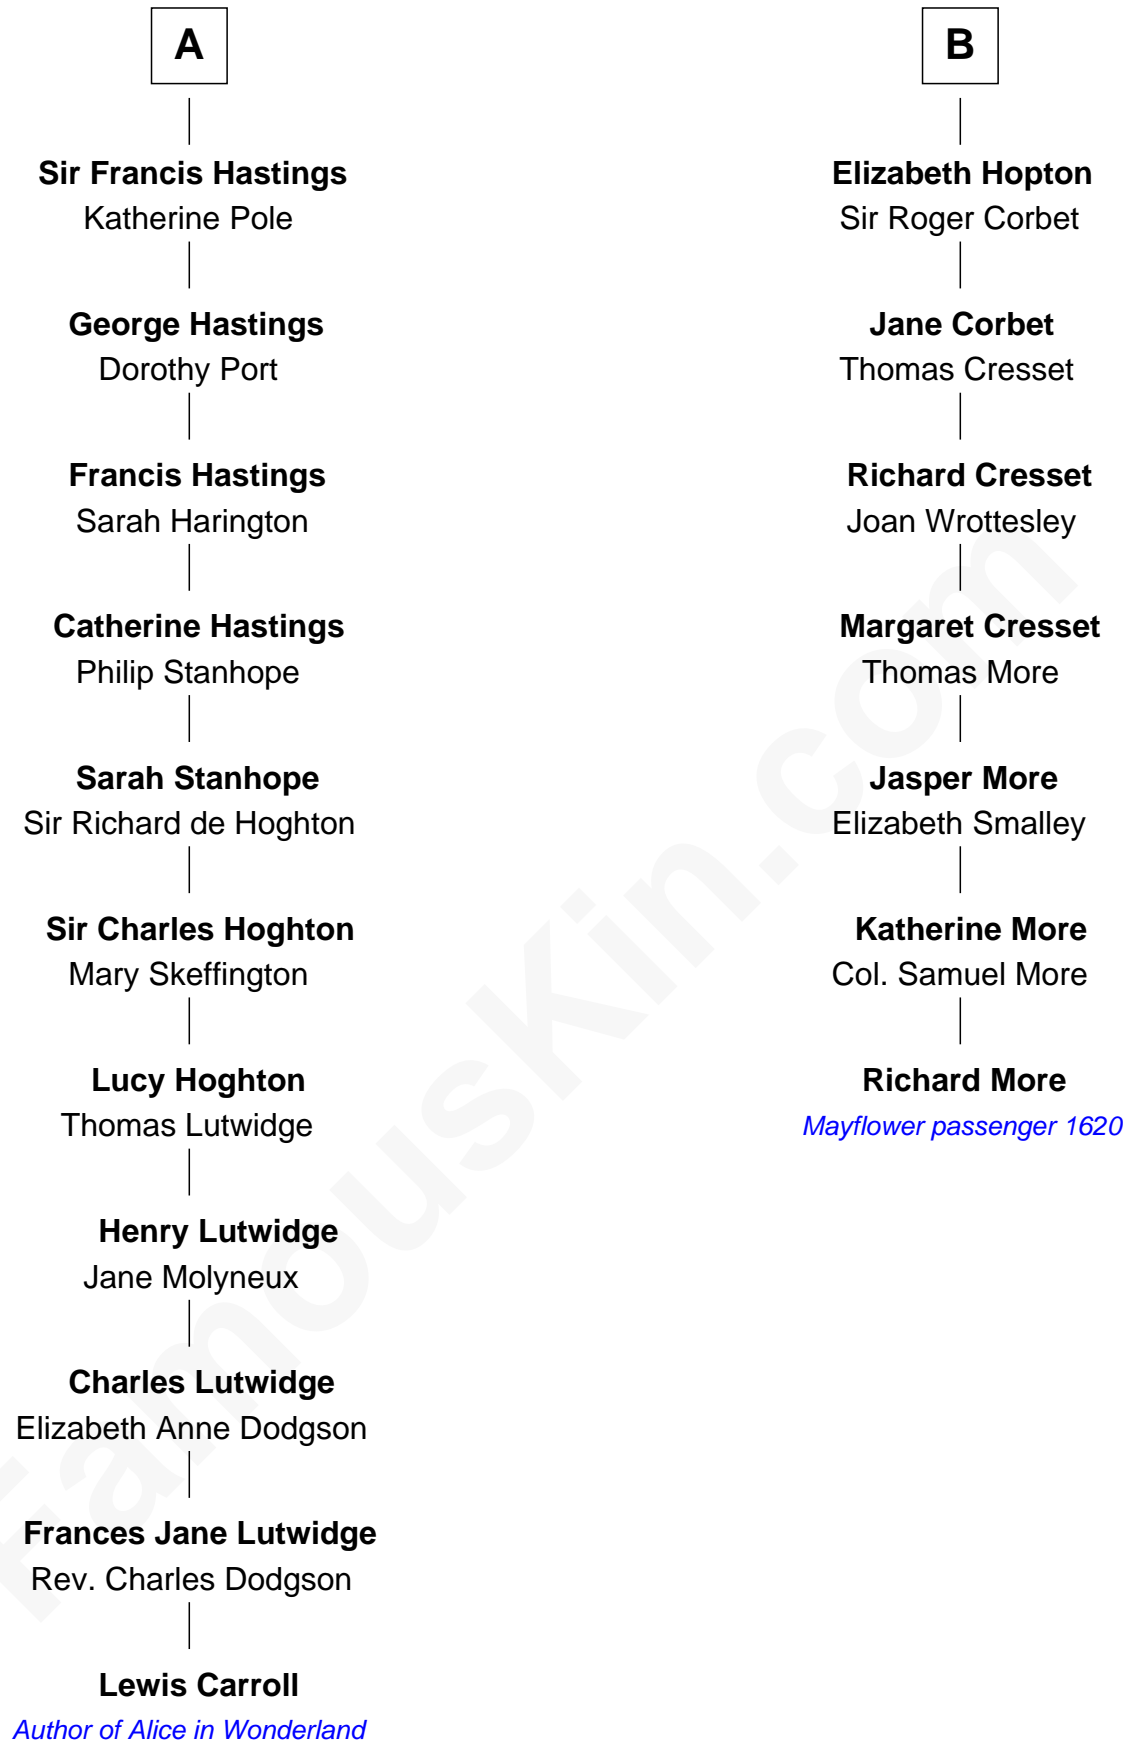 A
Sir Francis Hastings
Katherine Pole
George Hastings
Dorothy Port
Francis Hastings
Sarah Harington
Catherine Hastings
Philip Stanhope
Sarah Stanhope
Sir Richard de Hoghton
Sir Charles Hoghton
Mary Skeffington
Lucy Hoghton
Thomas Lutwidge
Henry Lutwidge
Jane Molyneux
Charles Lutwidge
Elizabeth Anne Dodgson
Frances Jane Lutwidge
Rev. Charles Dodgson
Lewis Carroll
Author of Alice in Wonderland
B
Elizabeth Hopton
Sir Roger Corbet
Jane Corbet
Thomas Cresset
Richard Cresset
Joan Wrottesley
Margaret Cresset
Thomas More
Jasper More
Elizabeth Smalley
Katherine More
Col. Samuel More
Richard More
Mayflower passenger 1620
FamousKin.com